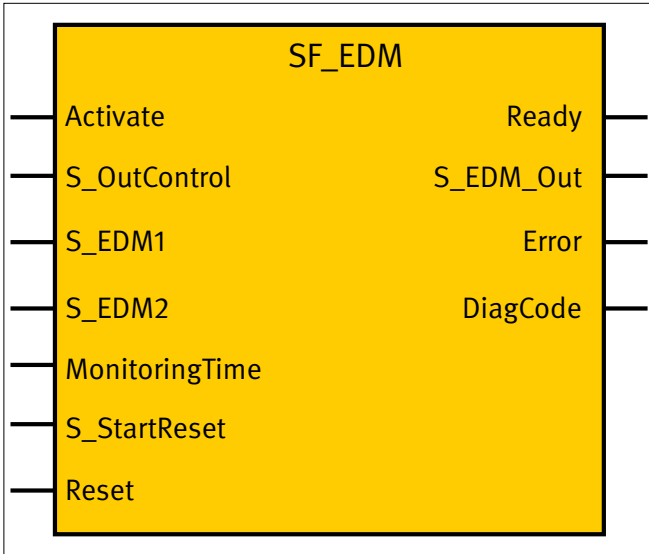 SF_EDM
Activate Ready
S_OutControl S_EDM_Out
S_EDM1 Error
S_EDM2 DiagCode
MonitoringTime
S_StartReset
Reset